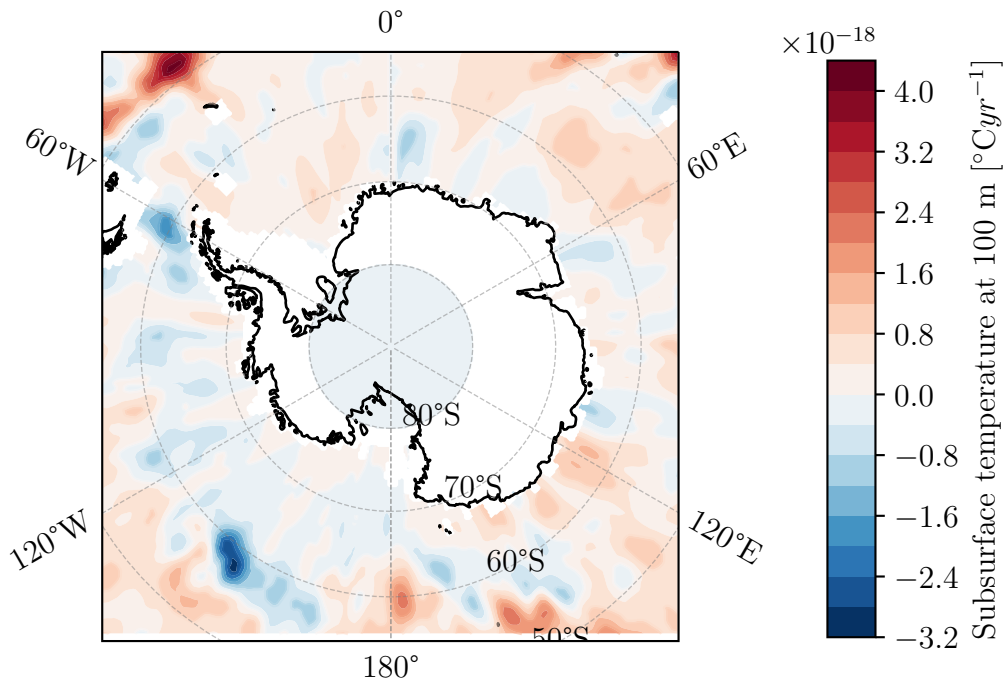 0°
×10−18
60°W
60°E
4.0
3.2
2.4
1.6
0.8
0.0
−0.8
−1.6
−2.4
−3.2
Subsurface temperature at 100 m [°Cyr−1]
80°S
70°S
60°S
50°S
120°W
120°E
180°